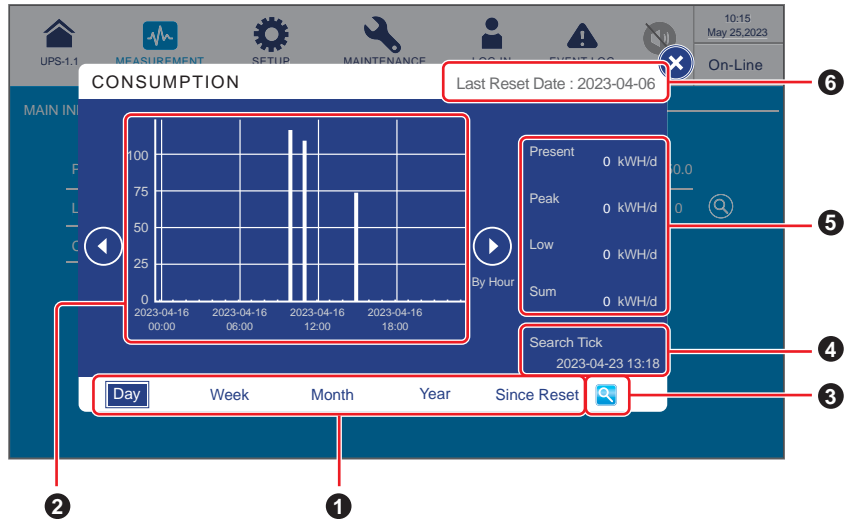 10:15
May 25,2023
UPS-1.1
MEASUREMENT
SETUP
MAINTENANCE
LOG IN
EVENT LOG
On-Line
CONSUMPTION
Last Reset Date : 2023-04-06
6
MAIN IN
100
75
50
25
0
2023-04-16
00:00
2023-04-16
06:00
2023-04-16
12:00
2023-04-16
18:00
By Hour
Present
0 kWH/d
Peak
0 kWH/d
Low
0 kWH/d
Sum
0 kWH/d
0.0
0
5
Search Tick
2023-04-23 13:18
4
Day Week Month Year Since Reset
3
2
1